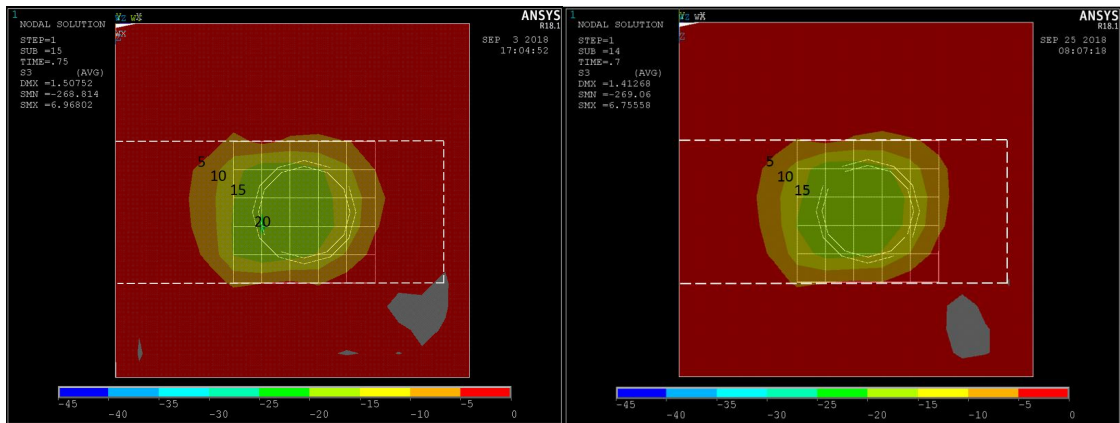 1
NODAL SOLUTION
STEP=1
SUB =15
TIME=.75
S3 (AVG)
DMX =1.50752
SMN =-268.814
SMX =6.96802
ANSYS
R18.1
SEP 3 2018
17:04:52
5
10
15
20
-45 -35 -25 -15 -5
-40 -30 -20 -10 0
1
NODAL SOLUTION
STEP=1
SUB =14
TIME=.7
S3 (AVG)
DMX =1.41268
SMN =-269.06
SMX =6.75558
ANSYS
R18.1
SEP 25 2018
08:07:18
5
10
15
-45 -35 -25 -15 -5
-40 -30 -20 -10 0